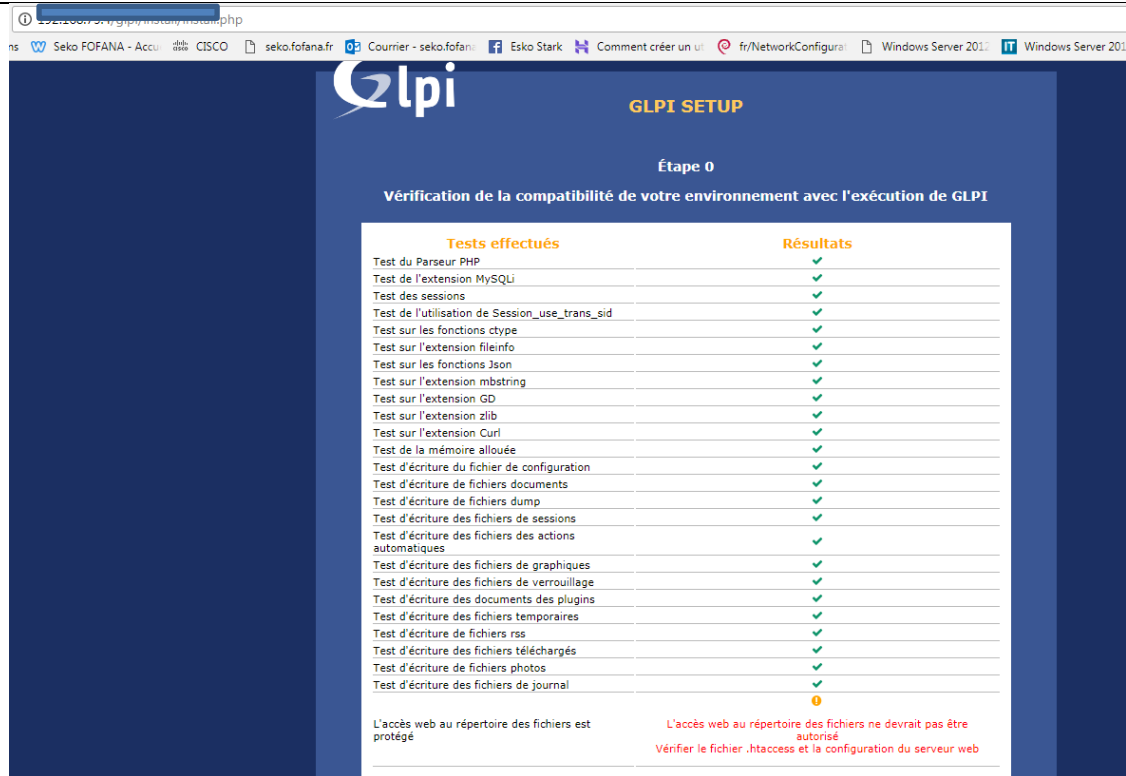 /glpi/install/install.php
ns Seko FOFANA - Accu CISCO seko.fofana.fr Courrier - seko.fofan Esko Stark Comment créer un ut fr/NetworkConfigurat Windows Server 2012 Windows Server 201
Glpi
GLPI SETUP
Étape 0
Vérification de la compatibilité de votre environnement avec l'exécution de GLPI
Tests effectués Résultats
Test du Parseur PHP
Test de l'extension MySQLi
Test des sessions
Test de l'utilisation de Session_use_trans_sid
Test sur les fonctions ctype
Test sur l'extension fileinfo
Test sur les fonctions Json
Test sur l'extension mbstring
Test sur l'extension GD
Test sur l'extension zlib
Test sur l'extension Curl
Test de la mémoire allouée
Test d'écriture du fichier de configuration
Test d'écriture de fichiers documents
Test d'écriture de fichiers dump
Test d'écriture des fichiers de sessions
Test d'écriture des fichiers des actions
automatiques
Test d'écriture des fichiers de graphiques
Test d'écriture des fichiers de verrouillage
Test d'écriture des documents des plugins
Test d'écriture des fichiers temporaires
Test d'écriture de fichiers rss
Test d'écriture des fichiers téléchargés
Test d'écriture de fichiers photos
Test d'écriture des fichiers de journal
L'accès web au répertoire des fichiers est
protégé
L'accès web au répertoire des fichiers ne devrait pas être
autorisé
Vérifier le fichier .htaccess et la configuration du serveur web